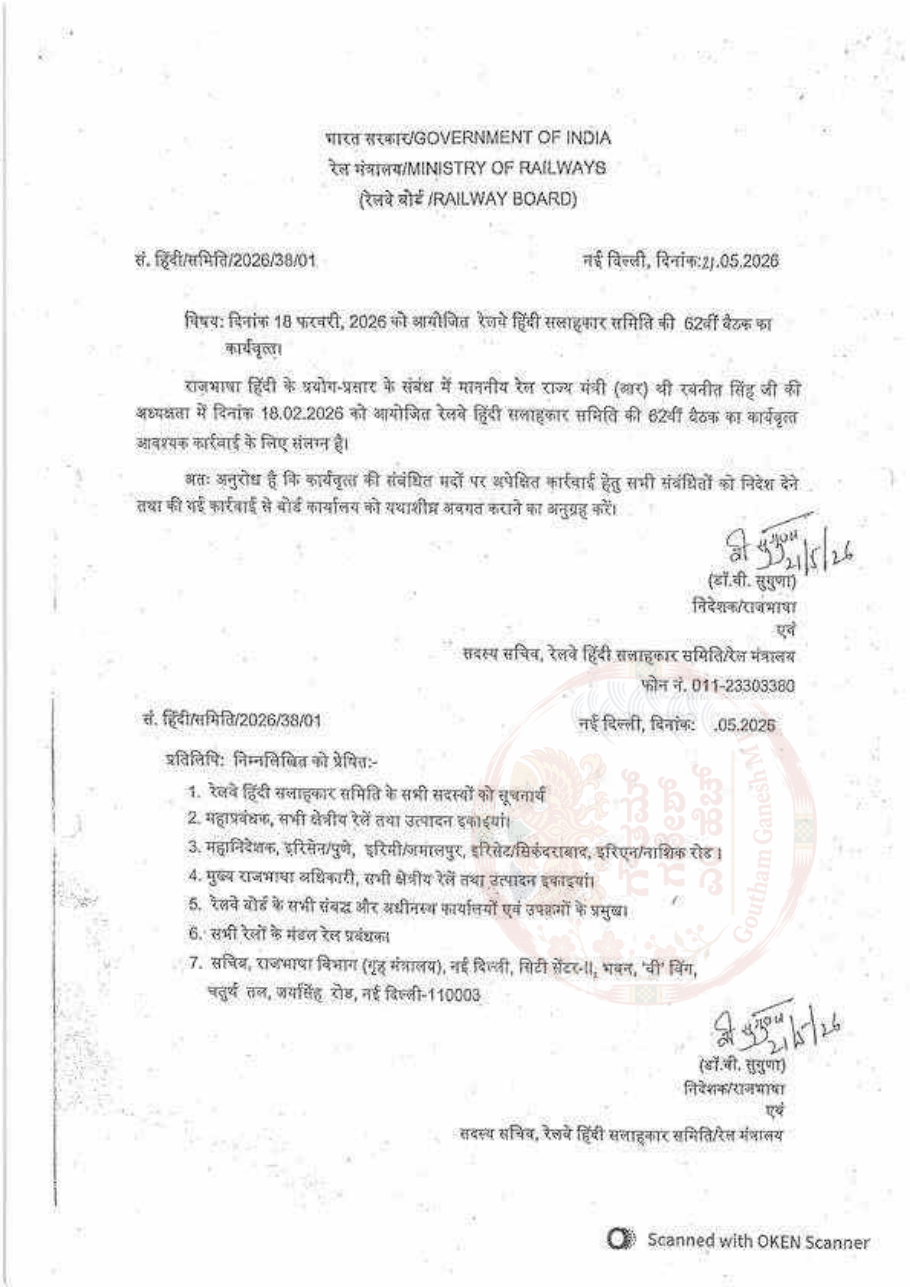 भारत सरकार/GOVERNMENT OF INDIA
रेल मंत्रालय/MINISTRY OF RAILWAYS
(रेलवे बोर्ड /RAILWAY BOARD)
सं. हिंदी/समिति/2026/38/01 नई दिल्ली, दिनांक:21.05.2026
विषय: दिनांक 18 फरवरी, 2026 को आयोजित रेलवे हिंदी सलाहकार समिति की 62वीं बैठक का
कार्यवृत्त।
राजभाषा हिंदी के प्रयोग-प्रसार के संबंध में माननीय रेल राज्य मंत्री (आर) श्री रवनीत सिंह जी की
अध्यक्षता में दिनांक 18.02.2026 को आयोजित रेलवे हिंदी सलाहकार समिति की 62वीं बैठक का कार्यवृत्त
आवश्यक कार्रवाई के लिए संलग्न है।
अतः अनुरोध है कि कार्यवृत्त की संबंधित मदों पर अपेक्षित कार्रवाई हेतु सभी संबंधितों को निदेश देने
तथा की गई कार्रवाई से बोर्ड कार्यालय को यथाशीघ्र अवगत कराने का अनुग्रह करें।
वी सुगुणा
21/5/26
(डॉ.वी. सुगुणा)
निदेशक/राजभाषा
एवं
सदस्य सचिव, रेलवे हिंदी सलाहकार समिति/रेल मंत्रालय
फोन नं. 011-23303380
सं. हिंदी/समिति/2026/38/01 नई दिल्ली, दिनांक: .05.2026
प्रतिलिपि: निम्नलिखित को प्रेषित:-
1. रेलवे हिंदी सलाहकार समिति के सभी सदस्यों को सूचनार्थ
2. महाप्रबंधक, सभी क्षेत्रीय रेलें तथा उत्पादन इकाइयां।
3. महानिदेशक, इरिसेन/पुणे, इरिमी/जमालपुर, इरिसेट/सिकंदराबाद, इरिएन/नाशिक रोड।
4. मुख्य राजभाषा अधिकारी, सभी क्षेत्रीय रेलें तथा उत्पादन इकाइयां।
5. रेलवे बोर्ड के सभी संबद्ध और अधीनस्थ कार्यालयों एवं उपक्रमों के प्रमुख।
6. सभी रेलों के मंडल रेल प्रबंधक।
7. सचिव, राजभाषा विभाग (गृह मंत्रालय), नई दिल्ली, सिटी सेंटर-II, भवन, 'बी' विंग,
चतुर्थ तल, जयसिंह रोड, नई दिल्ली-110003
ಗೌತಮ್
ಗಣೇಶ್
ಎಂ ಹೆಚ್
Goutham Ganesh M H
वी सुगुणा
21/5/26
(डॉ.वी. सुगुणा)
निदेशक/राजभाषा
एवं
सदस्य सचिव, रेलवे हिंदी सलाहकार समिति/रेल मंत्रालय
Scanned with OKEN Scanner